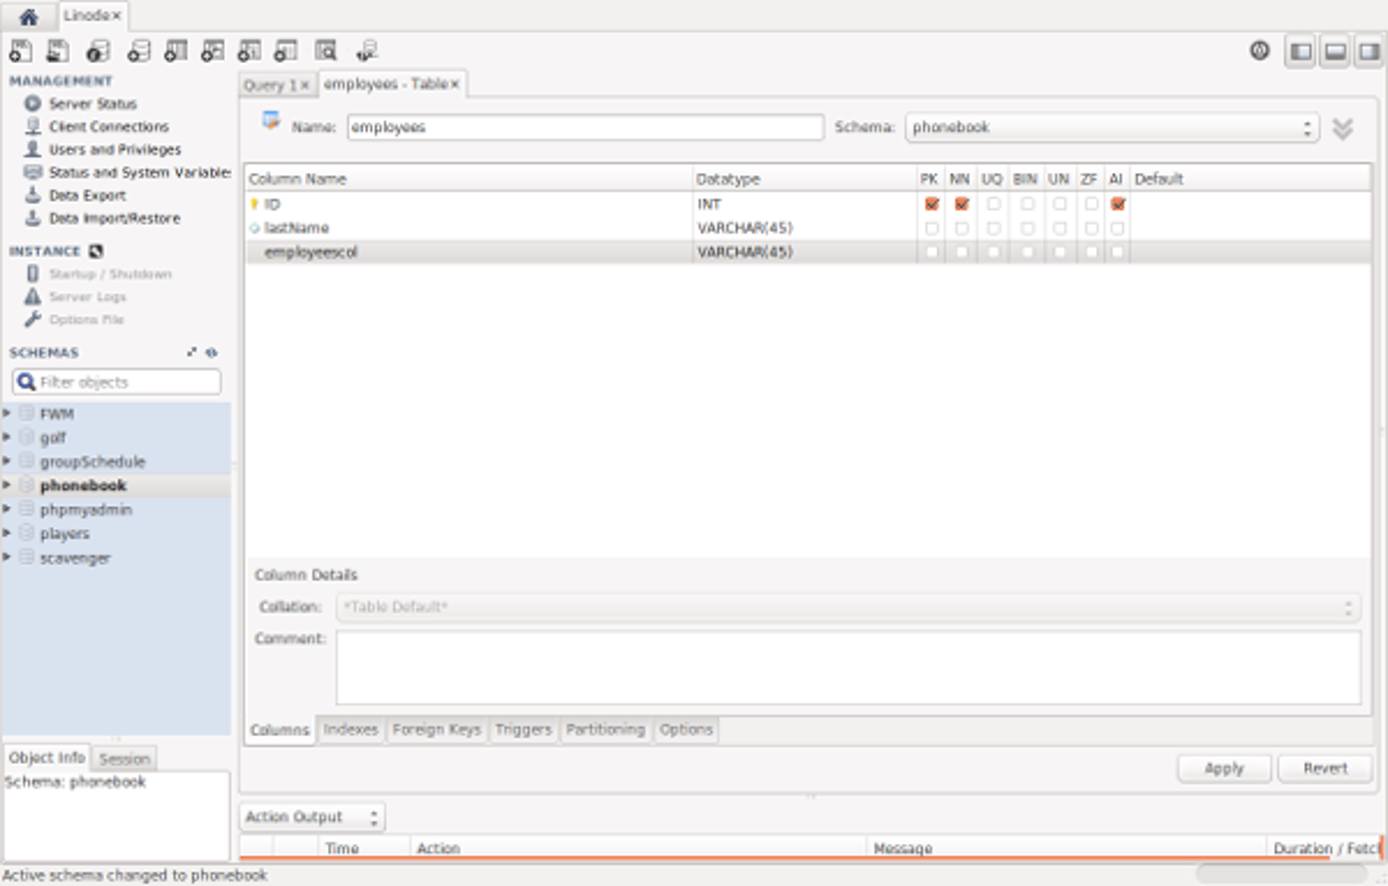 Linode×
MANAGEMENT
Server Status
Client Connections
Users and Privileges
Status and System Variable
Data Export
Data Import/Restore
INSTANCE
Startup / Shutdown
Server Logs
Options File
SCHEMAS
Filter objects
FWM
golf
groupSchedule
phonebook
phpmyadmin
players
scavenger
Object Info Session
Schema: phonebook
Query 1× employees - Table×
Name: employees Schema: phonebook
Column Name Datatype PK NN UQ BIN UN ZF AI Default
ID INT
lastName VARCHAR(45)
employeescol VARCHAR(45)
Column Details
Collation: *Table Default*
Comment:
Columns Indexes Foreign Keys Triggers Partitioning Options
Apply Revert
Action Output
Time Action Message Duration / Fetcl
Active schema changed to phonebook